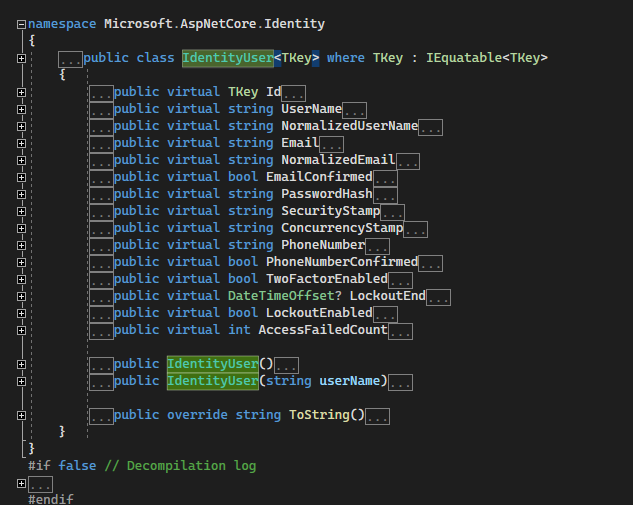 namespace Microsoft.AspNetCore.Identity
{
...public class IdentityUser<TKey> where TKey : IEquatable<TKey>
{
...public virtual TKey Id...
...public virtual string UserName...
...public virtual string NormalizedUserName...
...public virtual string Email...
...public virtual string NormalizedEmail...
...public virtual bool EmailConfirmed...
...public virtual string PasswordHash...
...public virtual string SecurityStamp...
...public virtual string ConcurrencyStamp...
...public virtual string PhoneNumber...
...public virtual bool PhoneNumberConfirmed...
...public virtual bool TwoFactorEnabled...
...public virtual DateTimeOffset? LockoutEnd...
...public virtual bool LockoutEnabled...
...public virtual int AccessFailedCount...
...public IdentityUser()...
...public IdentityUser(string userName)...
...public override string ToString()...
}
}
#if false // Decompilation log
...
#endif